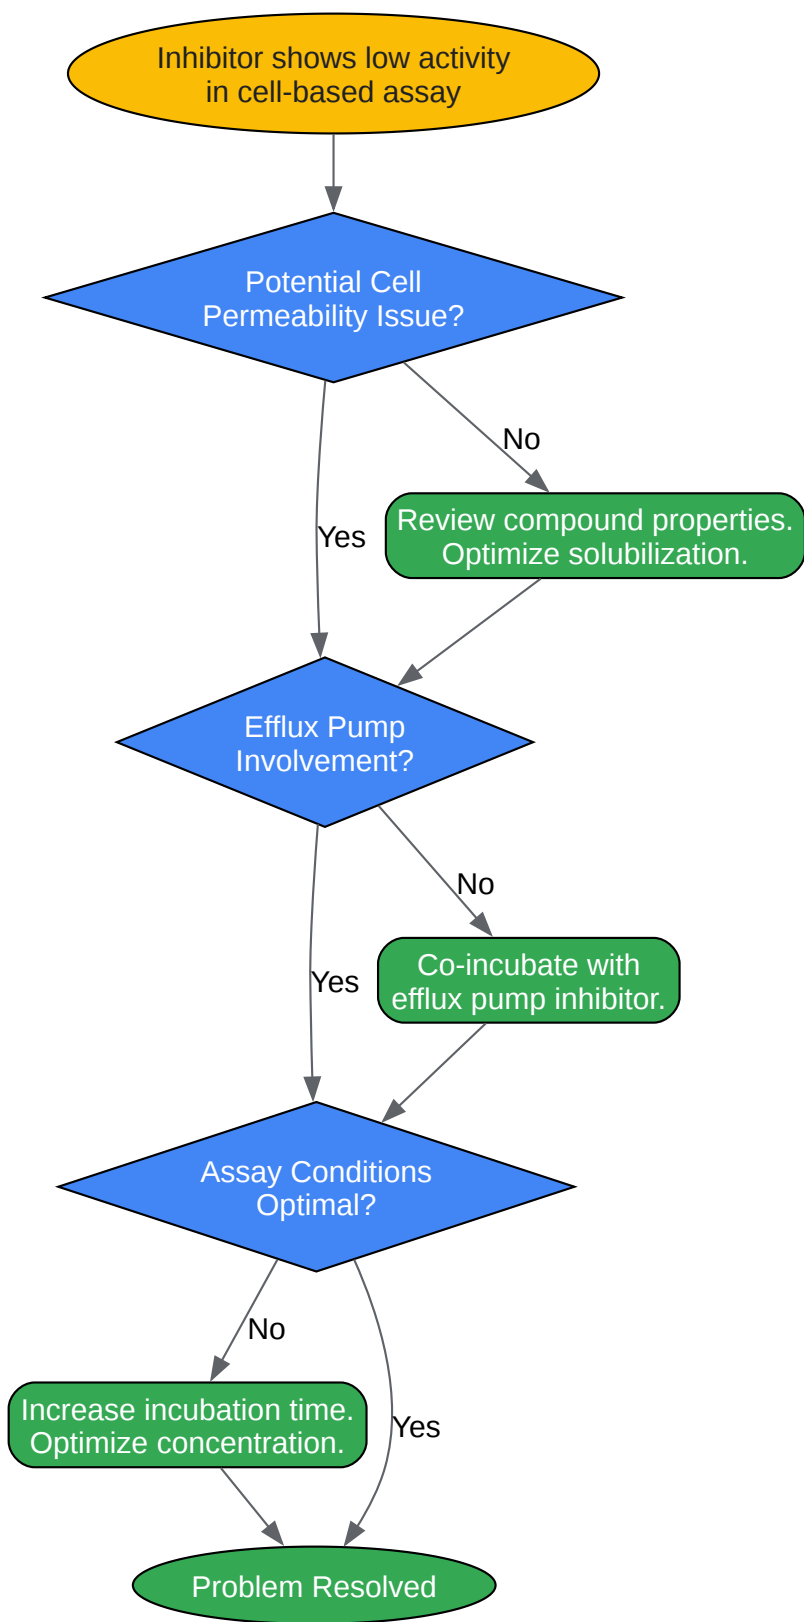 Inhibitor shows low activity
in cell-based assay
Potential Cell
Permeability Issue?
No
Yes
Review compound properties.
Optimize solubilization.
Efflux Pump
Involvement?
No
Yes
Co-incubate with
efflux pump inhibitor.
Assay Conditions
Optimal?
No
Yes
Increase incubation time.
Optimize concentration.
Problem Resolved